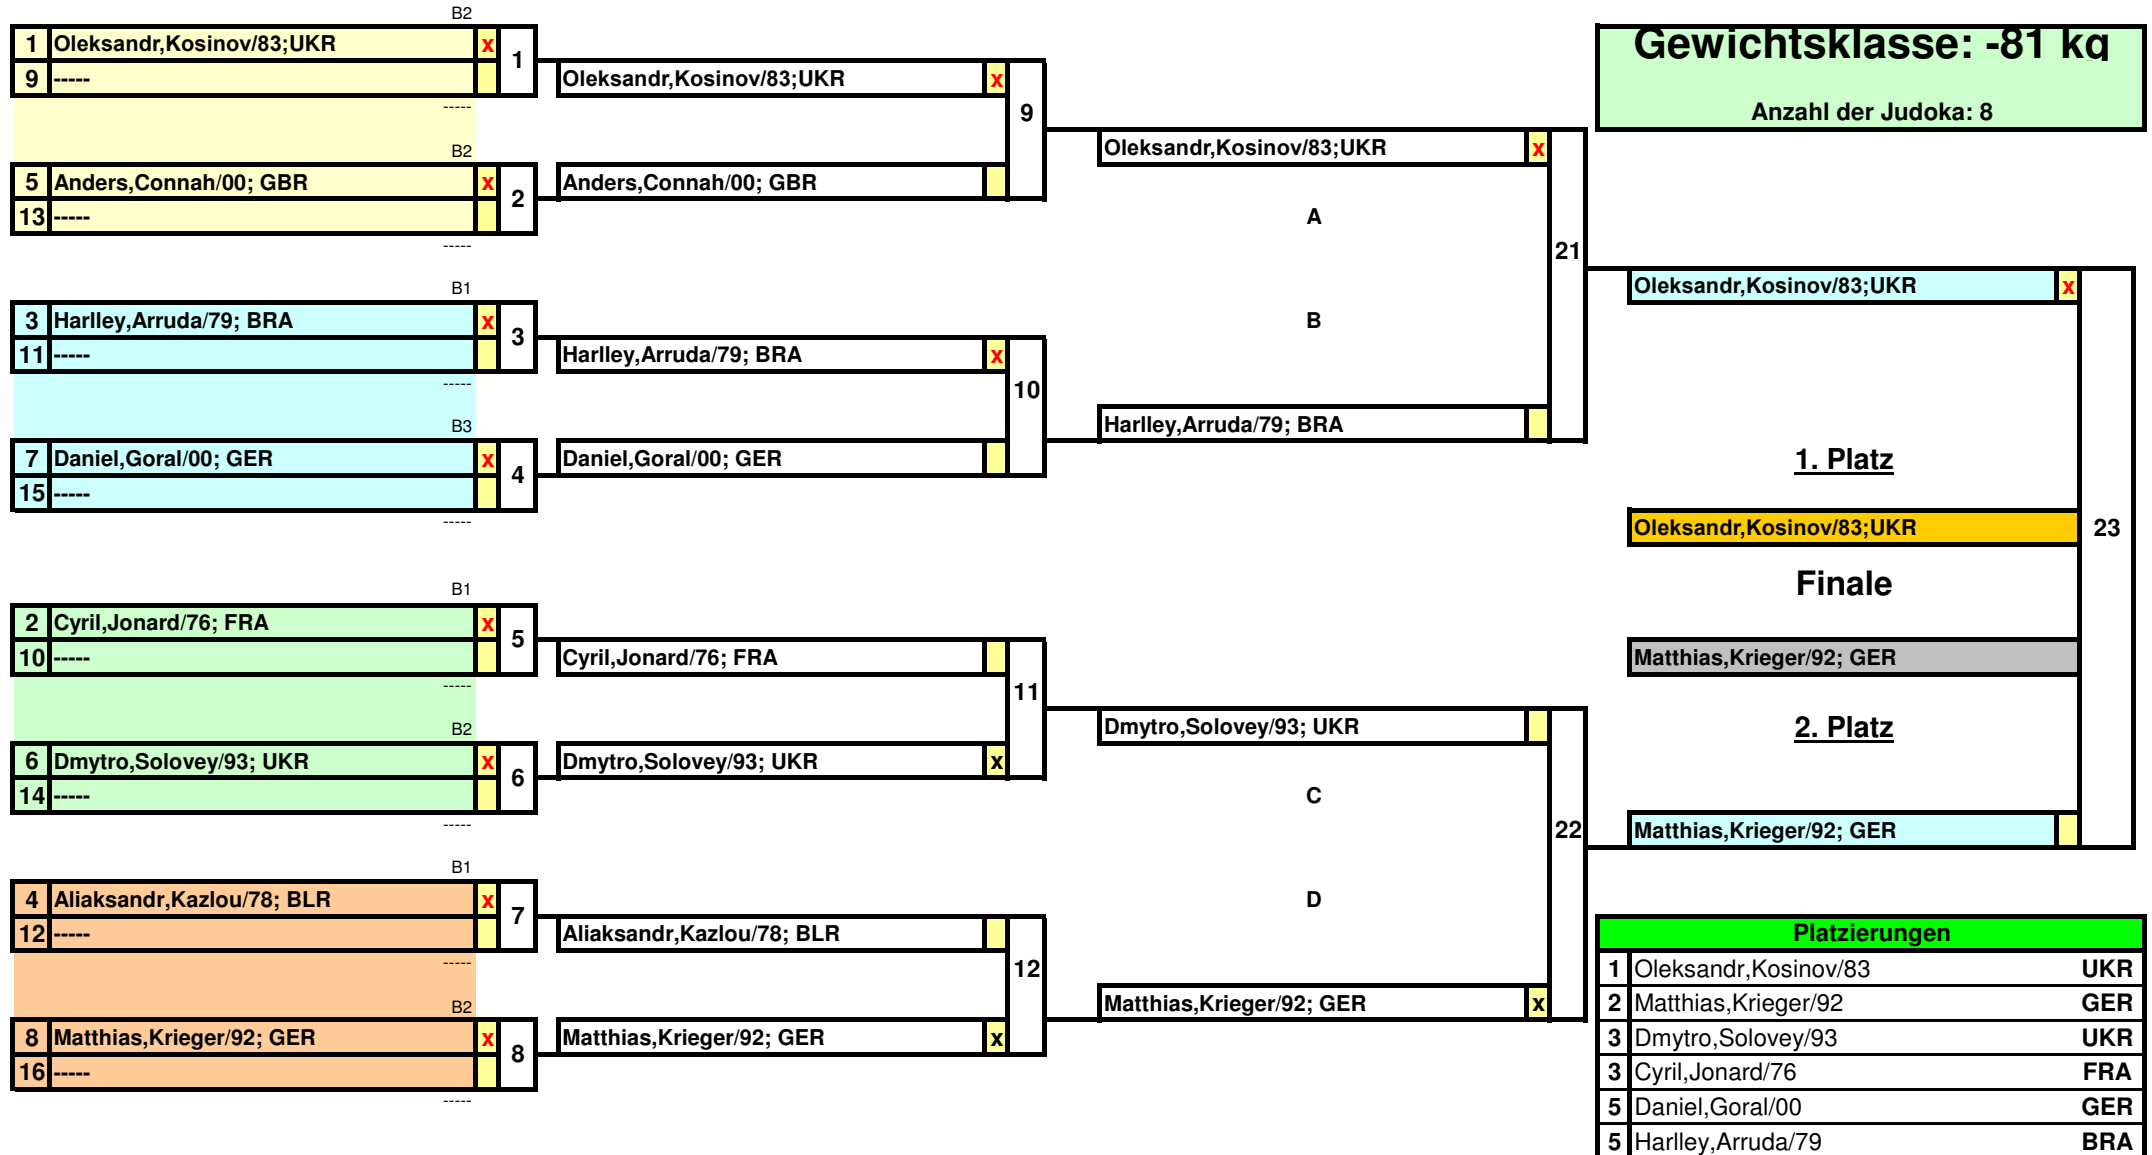 Gewichtsklasse: -81 kg
Anzahl der Judoka: 8
B2
1 Oleksandr,Kosinov/83;UKR x
9 -----
1
-----
B2
5 Anders,Connah/00; GBR x
13 -----
2
-----
B1
3 Harlley,Arruda/79; BRA x
11 -----
3
-----
B3
7 Daniel,Goral/00; GER x
15 -----
4
-----
B1
2 Cyril,Jonard/76; FRA x
10 -----
5
-----
B2
6 Dmytro,Solovey/93; UKR x
14 -----
6
-----
B1
4 Aliaksandr,Kazlou/78; BLR x
12 -----
7
-----
B2
8 Matthias,Krieger/92; GER x
16 -----
8
-----
Oleksandr,Kosinov/83;UKR x
9
Anders,Connah/00; GBR
Harlley,Arruda/79; BRA x
10
Daniel,Goral/00; GER
Cyril,Jonard/76; FRA
11
Dmytro,Solovey/93; UKR x
Aliaksandr,Kazlou/78; BLR
12
Matthias,Krieger/92; GER x
Oleksandr,Kosinov/83;UKR x
A
21
B
Harlley,Arruda/79; BRA
Dmytro,Solovey/93; UKR
C
22
D
Matthias,Krieger/92; GER x
Oleksandr,Kosinov/83;UKR x
1. Platz
Oleksandr,Kosinov/83;UKR
23
Finale
Matthias,Krieger/92; GER
2. Platz
Matthias,Krieger/92; GER
Platzierungen
1 Oleksandr,Kosinov/83 UKR
2 Matthias,Krieger/92 GER
3 Dmytro,Solovey/93 UKR
3 Cyril,Jonard/76 FRA
5 Daniel,Goral/00 GER
5 Harlley,Arruda/79 BRA